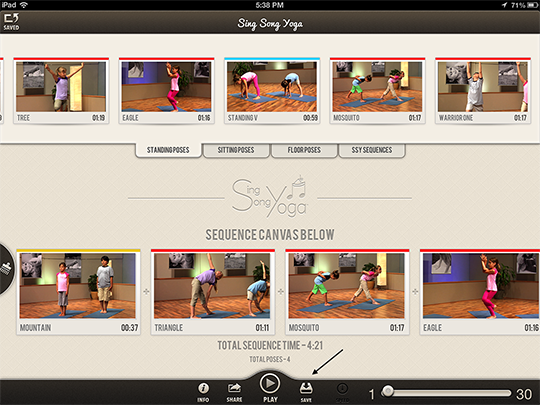 iPad 5:38 PM 71%
SAVED
Sing Song Yoga
TREE 01:19 EAGLE 01:16 STANDING V 00:59 MOSQUITO 01:17 WARRIOR ONE 01:17
STANDING POSES SITTING POSES FLOOR POSES SSY SEQUENCES
Sing
Song
Yoga
SEQUENCE CANVAS BELOW
MOUNTAIN 00:37 TRIANGLE 01:11 MOSQUITO 01:17 EAGLE 01:16
TOTAL SEQUENCE TIME - 4:21
TOTAL POSES - 4
INFO SHARE PLAY SAVE 1 30